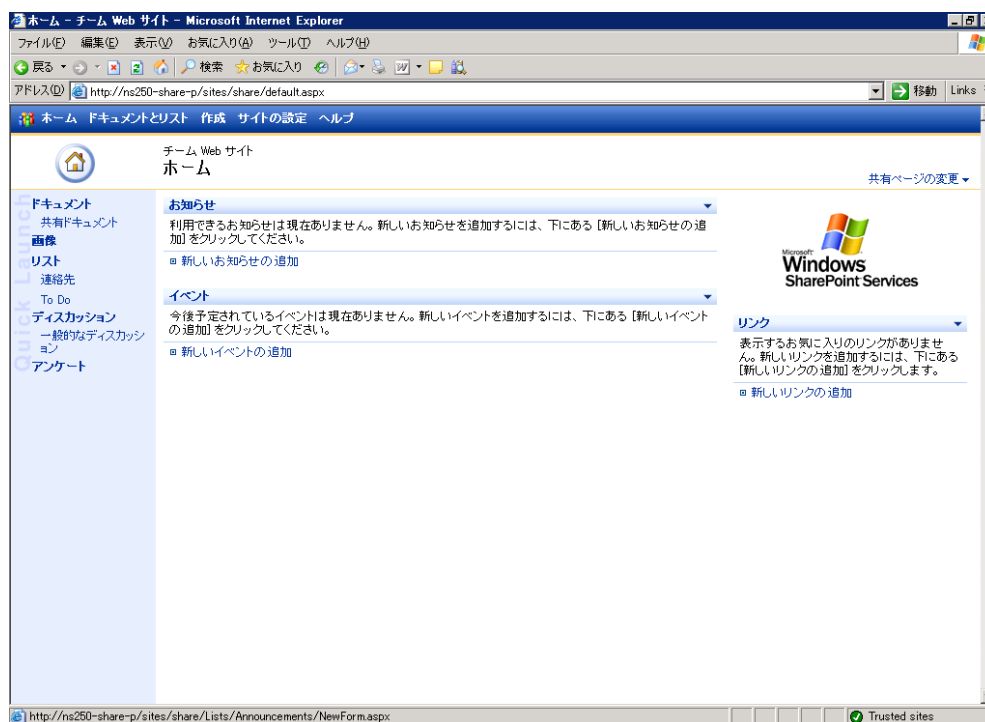 ホーム - チーム Web サイト - Microsoft Internet Explorer
ファイル(F) 編集(E) 表示(V) お気に入り(A) ツール(T) ヘルプ(H)
戻る 検索 お気に入り
アドレス(D) http://ns250-share-p/sites/share/default.aspx 移動 Links
ホーム ドキュメントとリスト 作成 サイトの設定 ヘルプ
チーム Web サイト
ホーム
共有ページの変更
Quick Launch
ドキュメント
共有ドキュメント
画像
リスト
連絡先
To Do
ディスカッション
一般的なディスカッシ
ョン
アンケート
お知らせ
利用できるお知らせは現在ありません。新しいお知らせを追加するには、下にある [新しいお知らせの追
加] をクリックしてください。
新しいお知らせの追加
イベント
今後予定されているイベントは現在ありません。新しいイベントを追加するには、下にある [新しいイベント
の追加] をクリックしてください。
新しいイベントの追加
Microsoft
Windows
SharePoint Services
リンク
表示するお気に入りのリンクがありませ
ん。新しいリンクを追加するには、下にある
[新しいリンクの追加] をクリックします。
新しいリンクの追加
http://ns250-share-p/sites/share/Lists/Announcements/NewForm.aspx Trusted sites